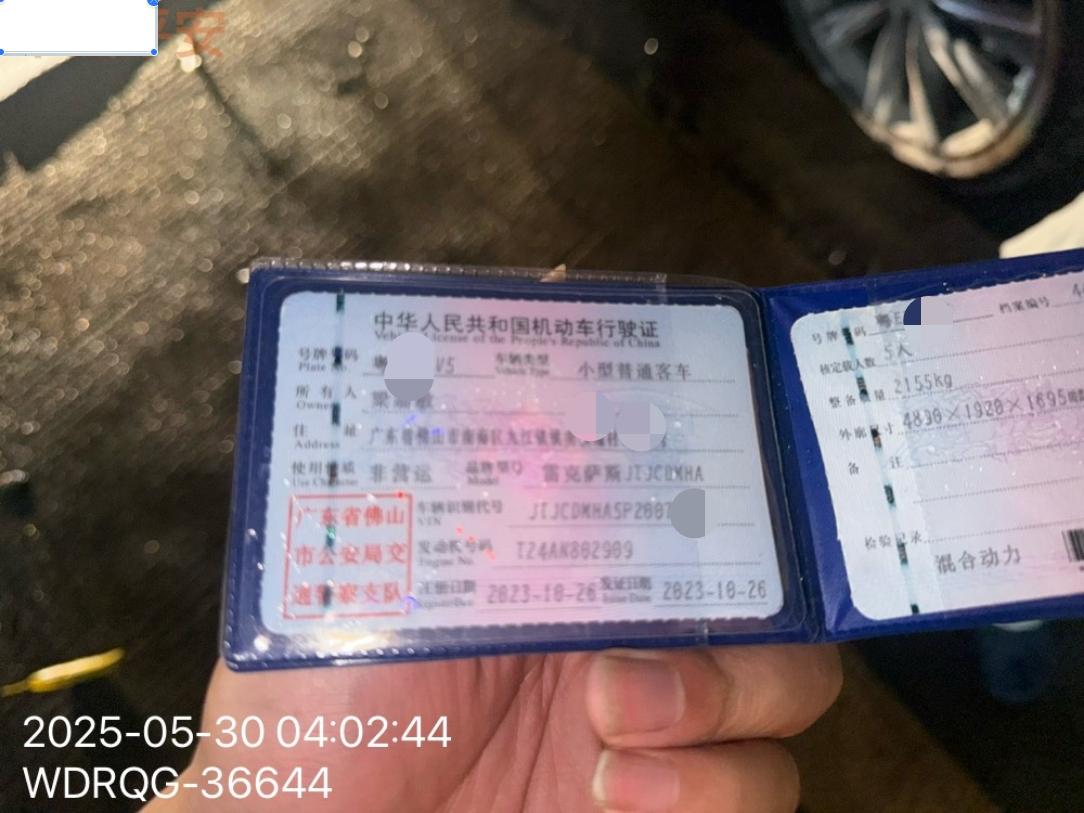 安
中华人民共和国机动车行驶证
Vehicle License of the People's Republic of China
号牌号码 粤 V5 车辆类型 小型普通客车
Plate No. Vehicle Type
所有人 梁
Owner
住址 广东省佛山市南海区九江镇
Address
使用性质 非营运 品牌型号 雷克萨斯JTJCDMHA
Use Character Model
广东省佛山
市公安局交
通警察支队
车辆识别代号 JTJCDMHA5P2007
VIN
发动机号码 T24AN802909
Engine No.
注册日期 2023-10-26 发证日期 2023-10-26
Register Date Issue Date
号牌号码 粤E 档案编号 4
核定载人数 5人
整备质量 2155kg
外廓尺寸 4890×1920×1695
备注
检验记录
混合动力
2025-05-30 04:02:44
WDRQG-36644